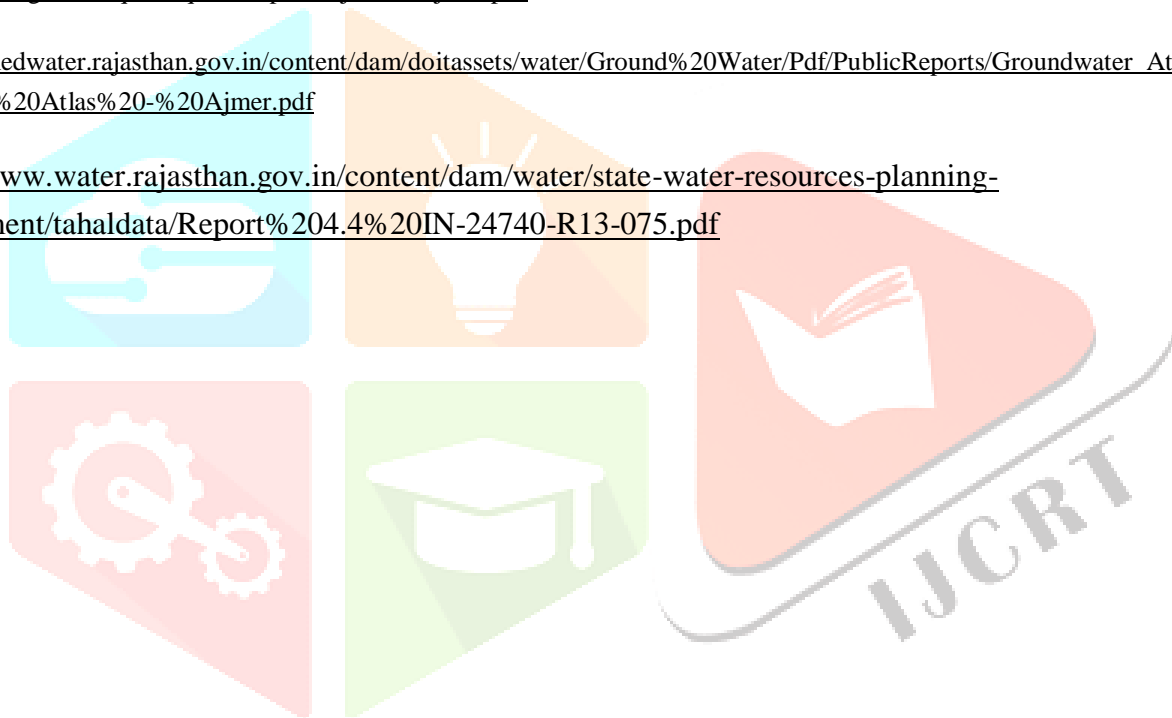 edwater.rajasthan.gov.in/content/dam/doitassets/water/Ground%20Water/Pdf/PublicReports/Groundwater_At
%20Atlas%20-%20Ajmer.pdf
ww.water.rajasthan.gov.in/content/dam/water/state-water-resources-planning-
ent/tahaldata/Report%204.4%20IN-24740-R13-075.pdf
IJCRT